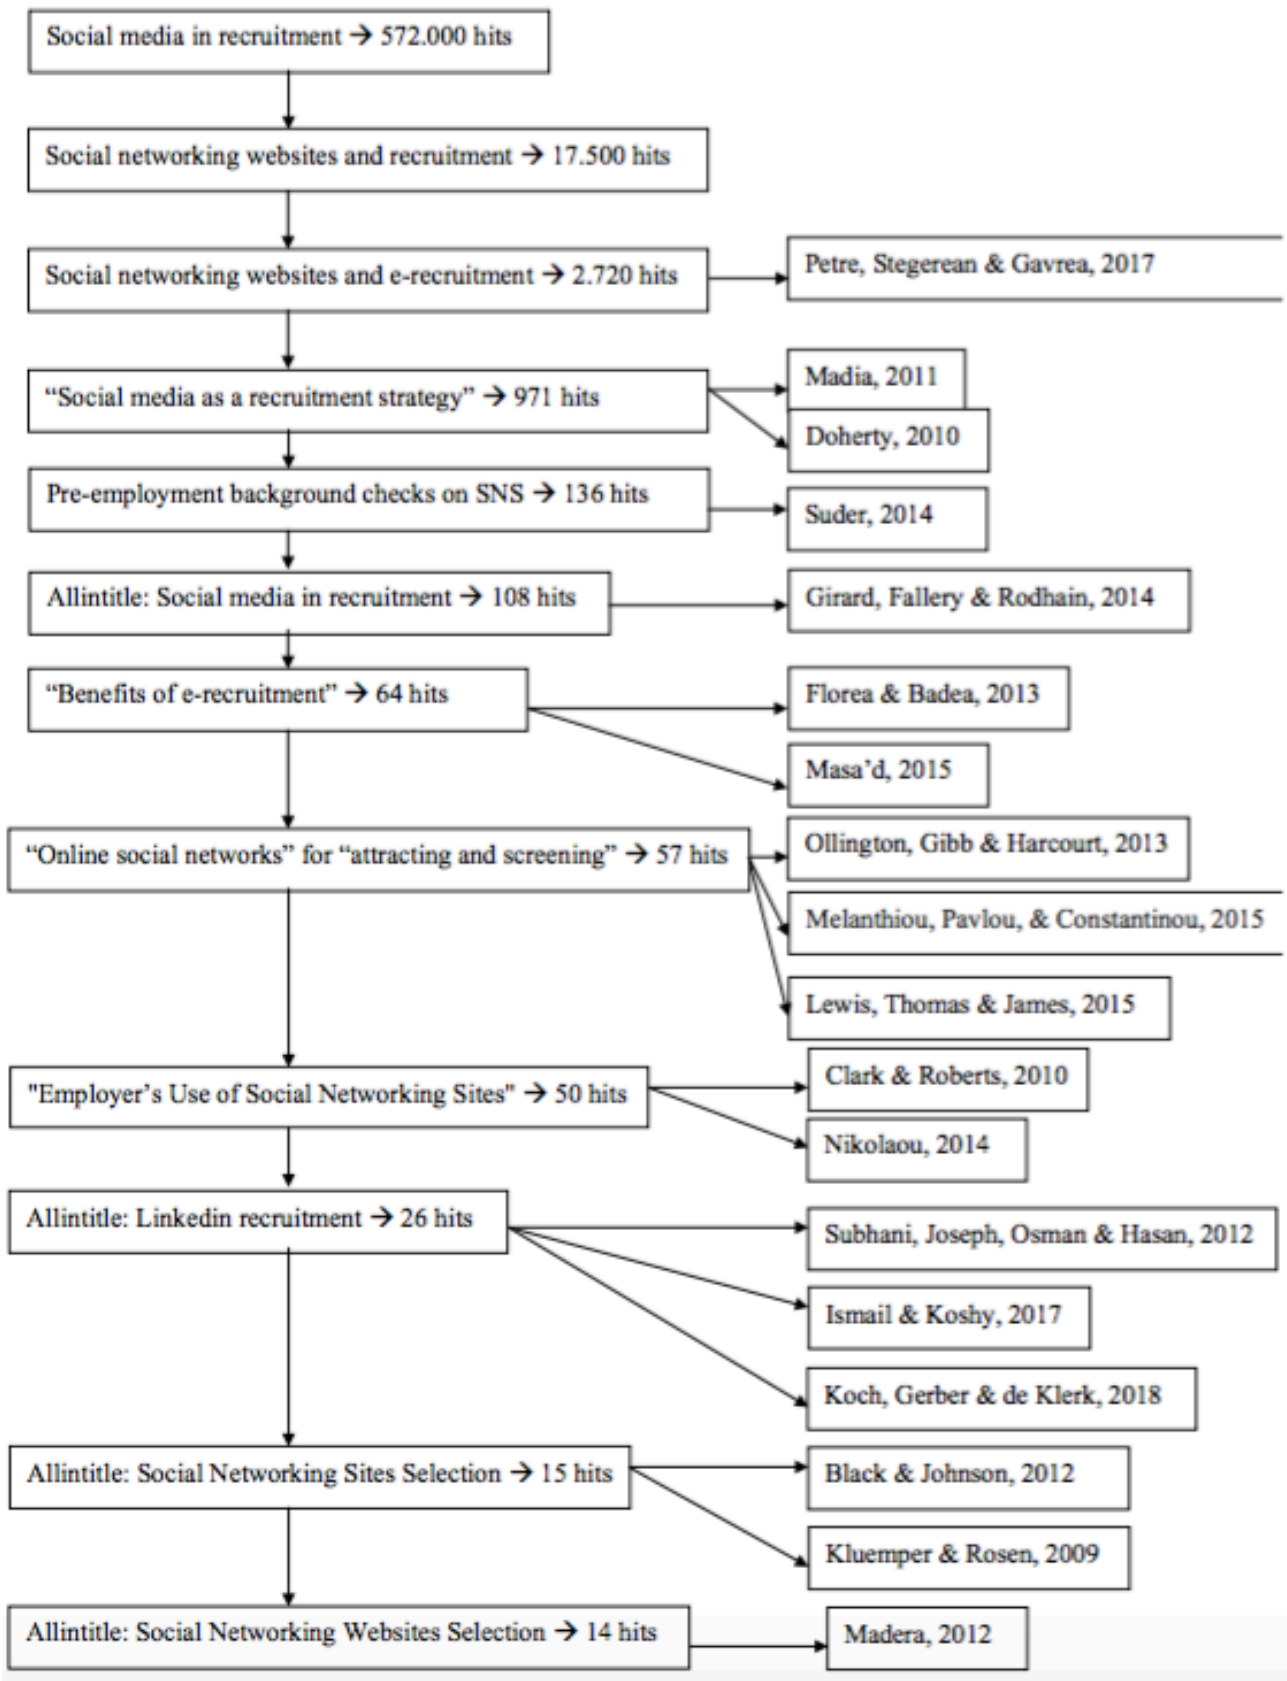 Social media in recruitment → 572.000 hits
Social networking websites and recruitment → 17.500 hits
Social networking websites and e-recruitment → 2.720 hits
Petre, Stegerean & Gavrea, 2017
“Social media as a recruitment strategy” → 971 hits
Madia, 2011
Doherty, 2010
Pre-employment background checks on SNS → 136 hits
Suder, 2014
Allintitle: Social media in recruitment → 108 hits
Girard, Fallery & Rodhain, 2014
“Benefits of e-recruitment” → 64 hits
Florea & Badea, 2013
Masa’d, 2015
“Online social networks” for “attracting and screening” → 57 hits
Ollington, Gibb & Harcourt, 2013
Melanthiou, Pavlou, & Constantinou, 2015
Lewis, Thomas & James, 2015
"Employer’s Use of Social Networking Sites" → 50 hits
Clark & Roberts, 2010
Nikolaou, 2014
Allintitle: Linkedin recruitment → 26 hits
Subhani, Joseph, Osman & Hasan, 2012
Ismail & Koshy, 2017
Koch, Gerber & de Klerk, 2018
Allintitle: Social Networking Sites Selection → 15 hits
Black & Johnson, 2012
Kluemper & Rosen, 2009
Allintitle: Social Networking Websites Selection → 14 hits
Madera, 2012